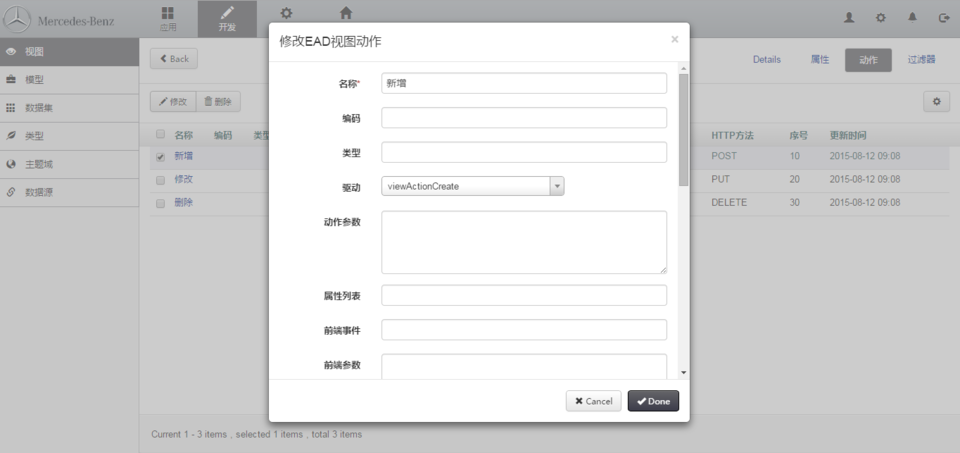 Mercedes-Benz
应用
开发
修改EAD视图动作
×
视图
模型
数据集
类型
主题域
数据源
Back
Details
属性
动作
过滤器
修改
删除
名称 编码 类型 HTTP方法 序号 更新时间
新增 POST 10 2015-08-12 09:08
修改 PUT 20 2015-08-12 09:08
删除 DELETE 30 2015-08-12 09:08
名称* 新增
编码
类型
驱动 viewActionCreate
动作参数
属性列表
前端事件
前端参数
Cancel
Done
Current 1 - 3 items , selected 1 items , total 3 items